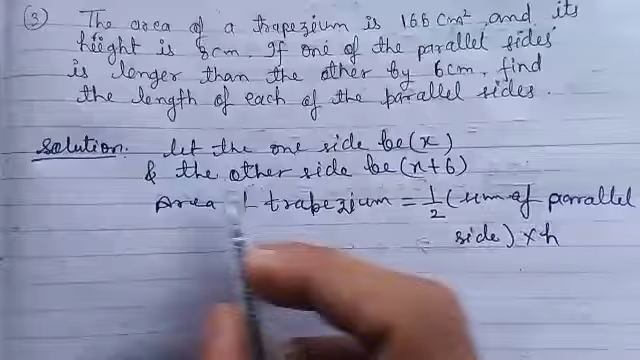 (3) The area of a trapezium is 166 cm² and its
height is 8cm. If one of the parallel sides
is longer than the other by 6cm, find
the length of each of the parallel sides.
Solution. let the one side be (x)
& the other side be (x+6)
Area of trapezium = 1/2 (sum of parallel
side) × h